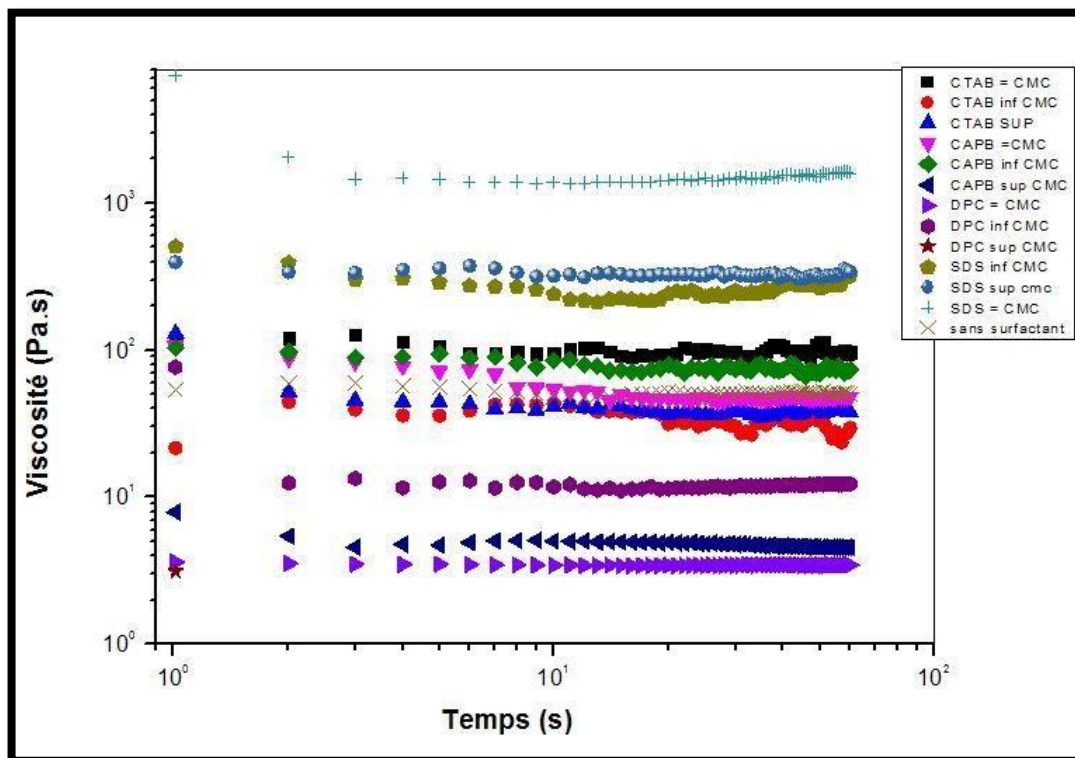 Viscosité (Pa.s)
10³
10²
10¹
10⁰
10⁰
10¹
10²
Temps (s)
CTAB = CMC
CTAB inf CMC
CTAB SUP
CAPB =CMC
CAPB inf CMC
CAPB sup CMC
DPC = CMC
DPC inf CMC
DPC sup CMC
SDS inf CMC
SDS sup cmc
SDS = CMC
sans surfactant